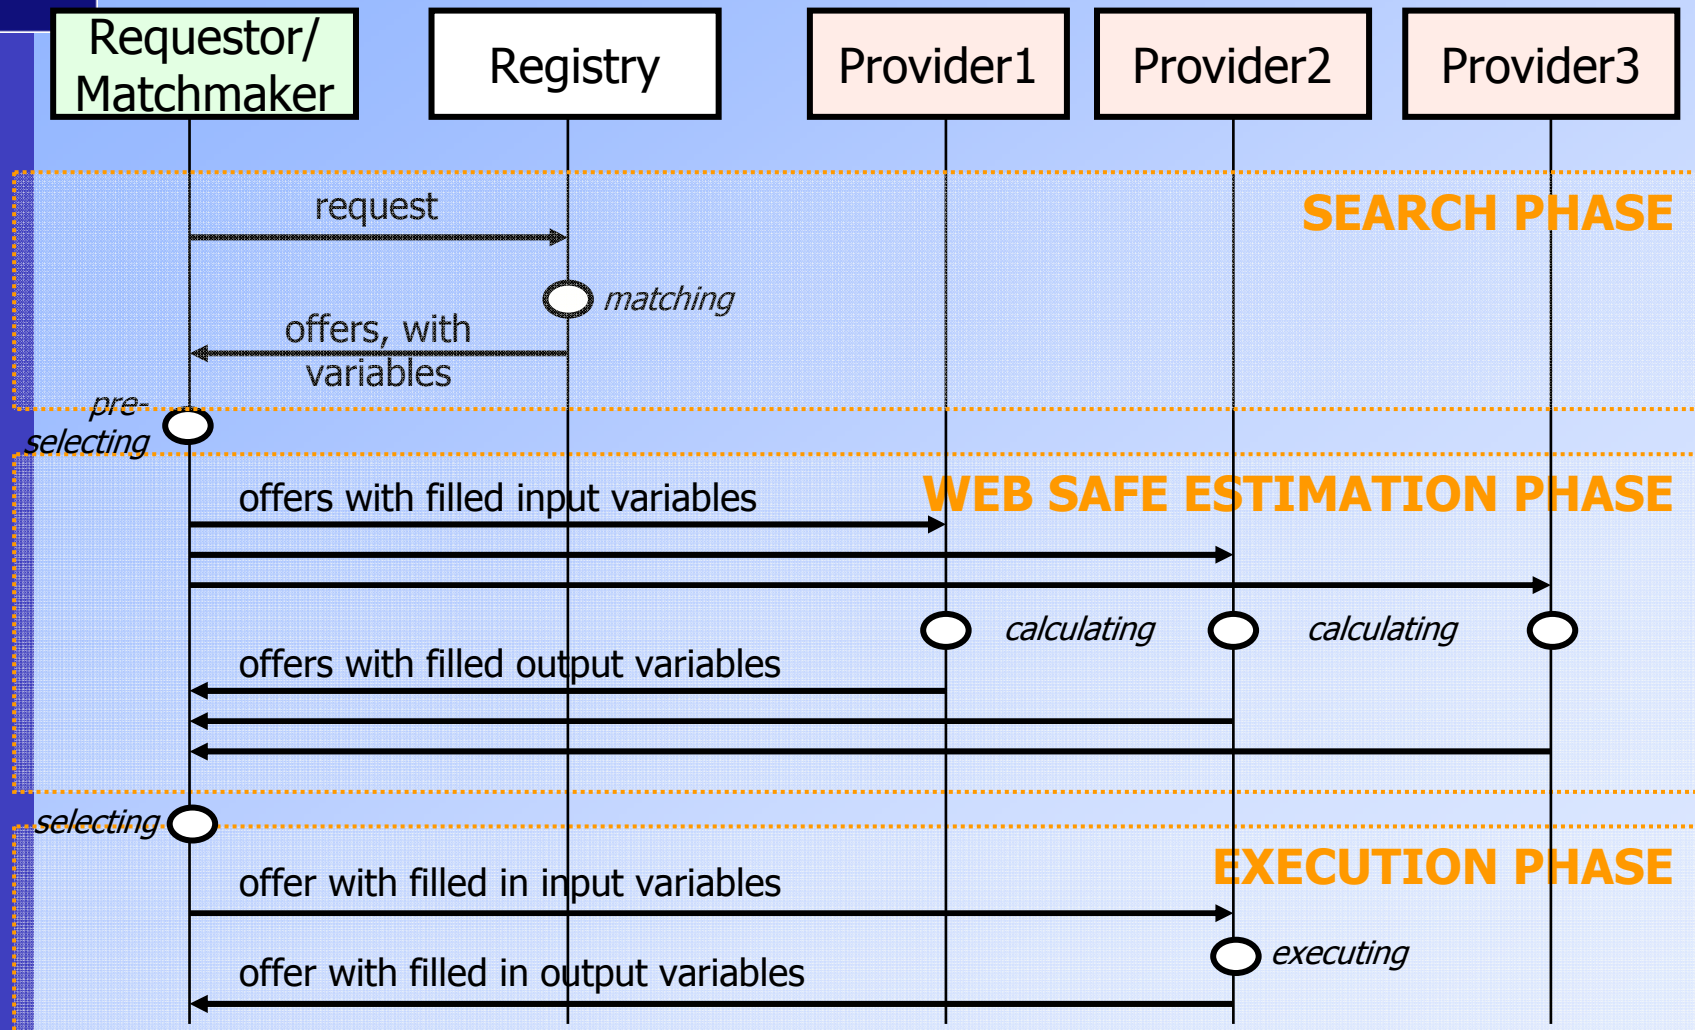 Requestor/
Matchmaker
Registry
Provider1
Provider2
Provider3
SEARCH PHASE
request
matching
offers, with
variables
pre-
selecting
WEB SAFE ESTIMATION PHASE
offers with filled input variables
calculating
calculating
offers with filled output variables
selecting
EXECUTION PHASE
offer with filled in input variables
executing
offer with filled in output variables